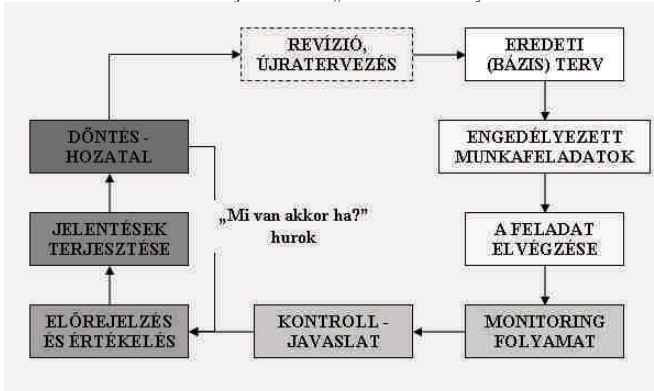 REVÍZIÓ,
ÚJRATERVEZÉS
EREDETI
(BÁZIS) TERV
DÖNTÉS -
HOZATAL
ENGEDÉLYEZETT
MUNKAFELADATOK
JELENTÉSEK
TERJESZTÉSE
„Mi van akkor ha?”
hurok
A FELADAT
ELVÉGZÉSE
ELŐREJELZÉS
ÉS ÉRTÉKELÉS
KONTROLL -
JAVASLAT
MONITORING
FOLYAMAT